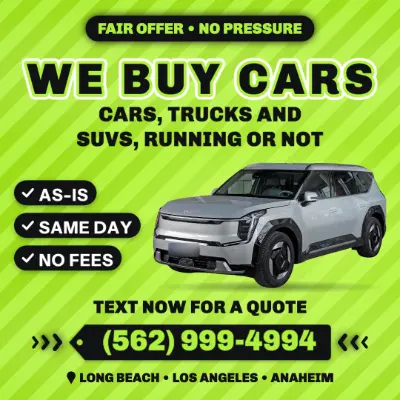 FAIR OFFER • NO PRESSURE
WE BUY CARS
CARS, TRUCKS AND
SUVS, RUNNING OR NOT
AS-IS
SAME DAY
NO FEES
TEXT NOW FOR A QUOTE
(562) 999-4994
LONG BEACH • LOS ANGELES • ANAHEIM